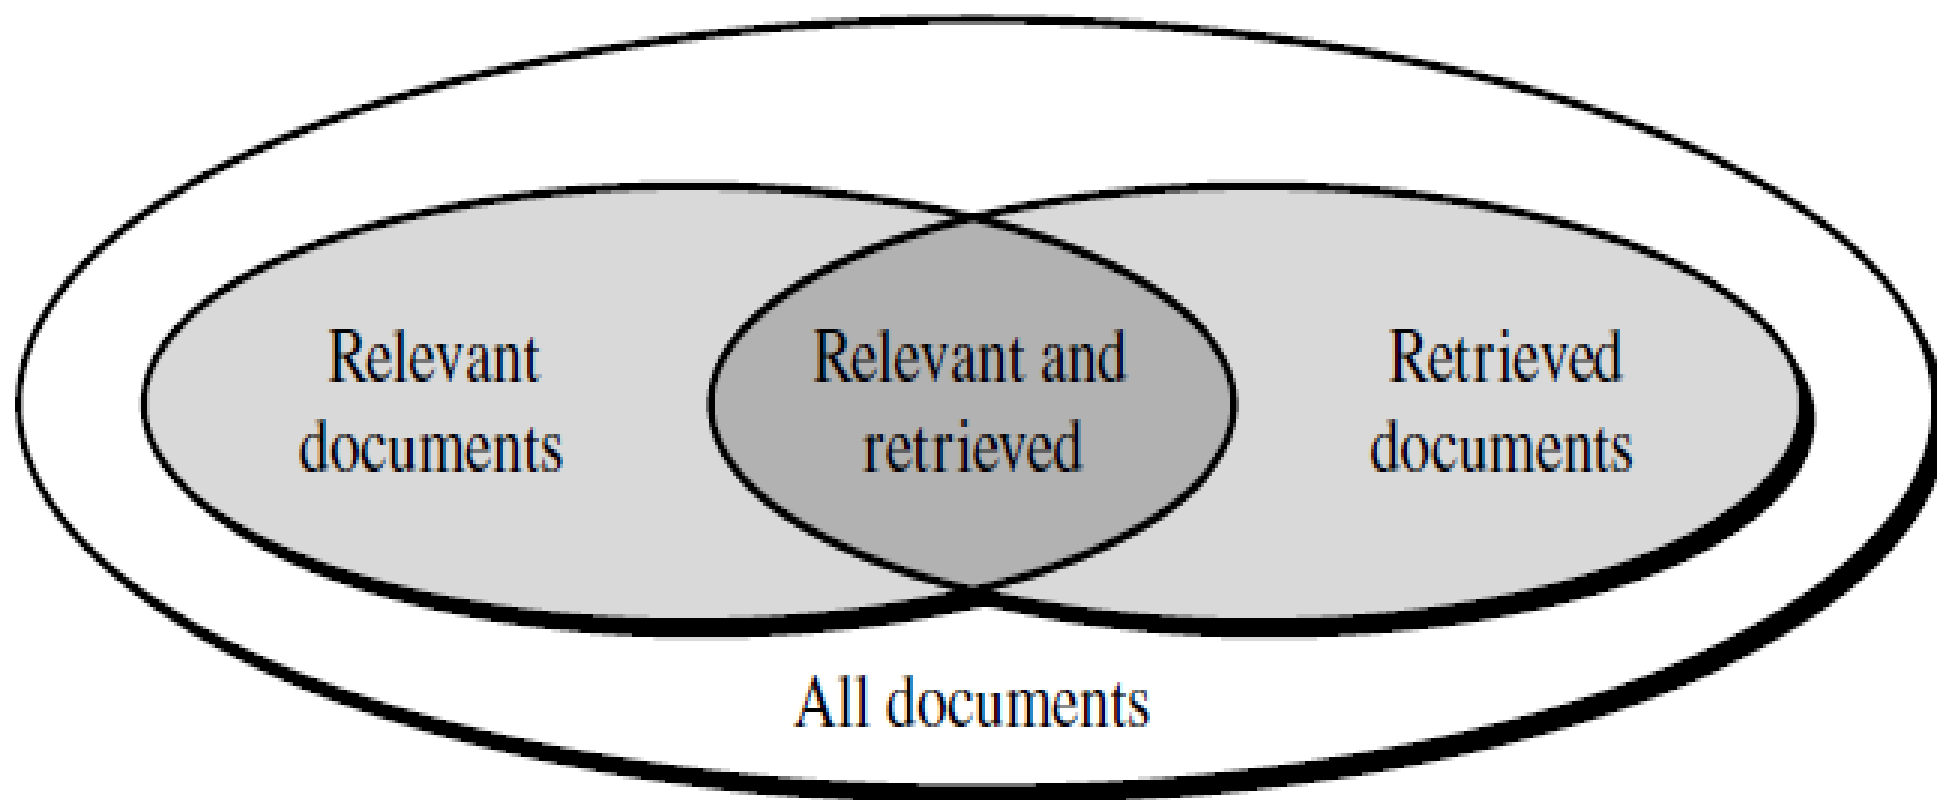 Relevant
documents
Relevant and
retrieved
Retrieved
documents
All documents